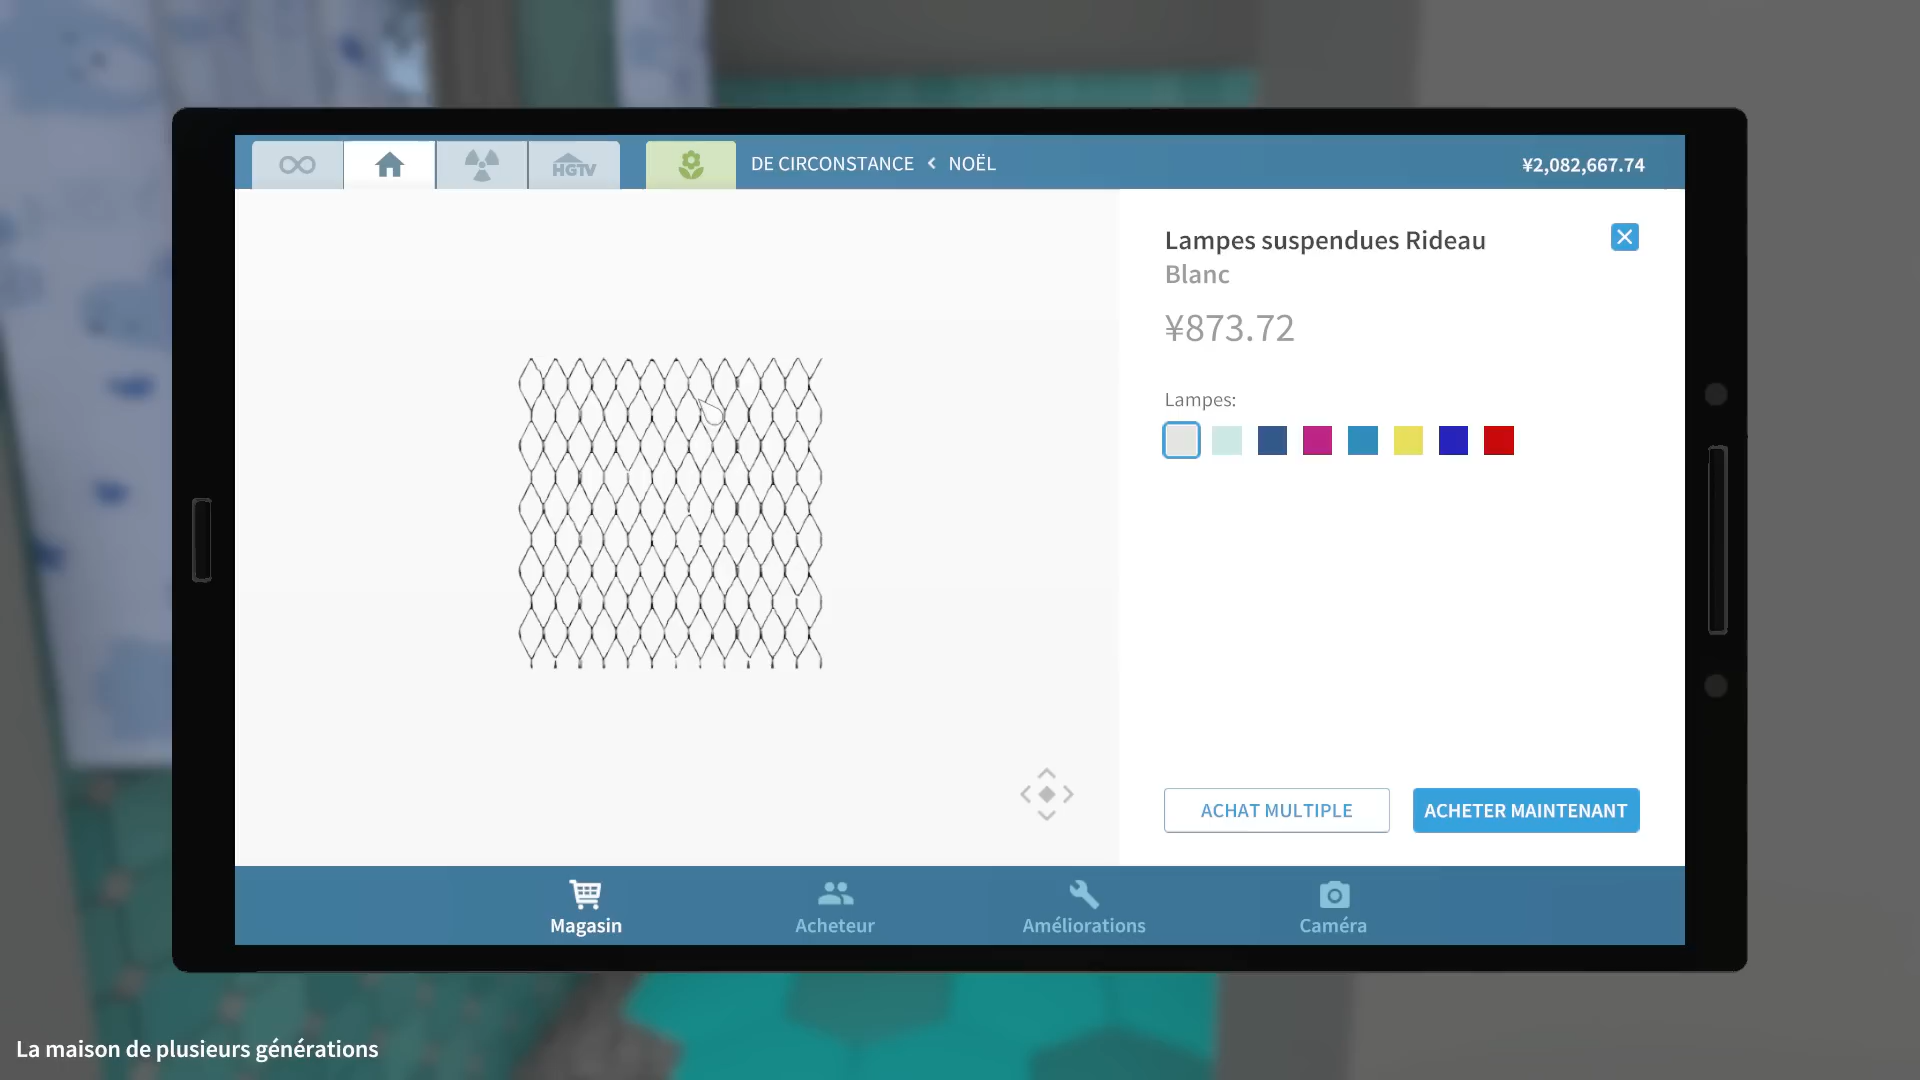 HGTV
DE CIRCONSTANCE < NOËL
¥2,082,667.74
Lampes suspendues Rideau
Blanc
¥873.72
Lampes:
ACHAT MULTIPLE
ACHETER MAINTENANT
Magasin
Acheteur
Améliorations
Caméra
La maison de plusieurs générations